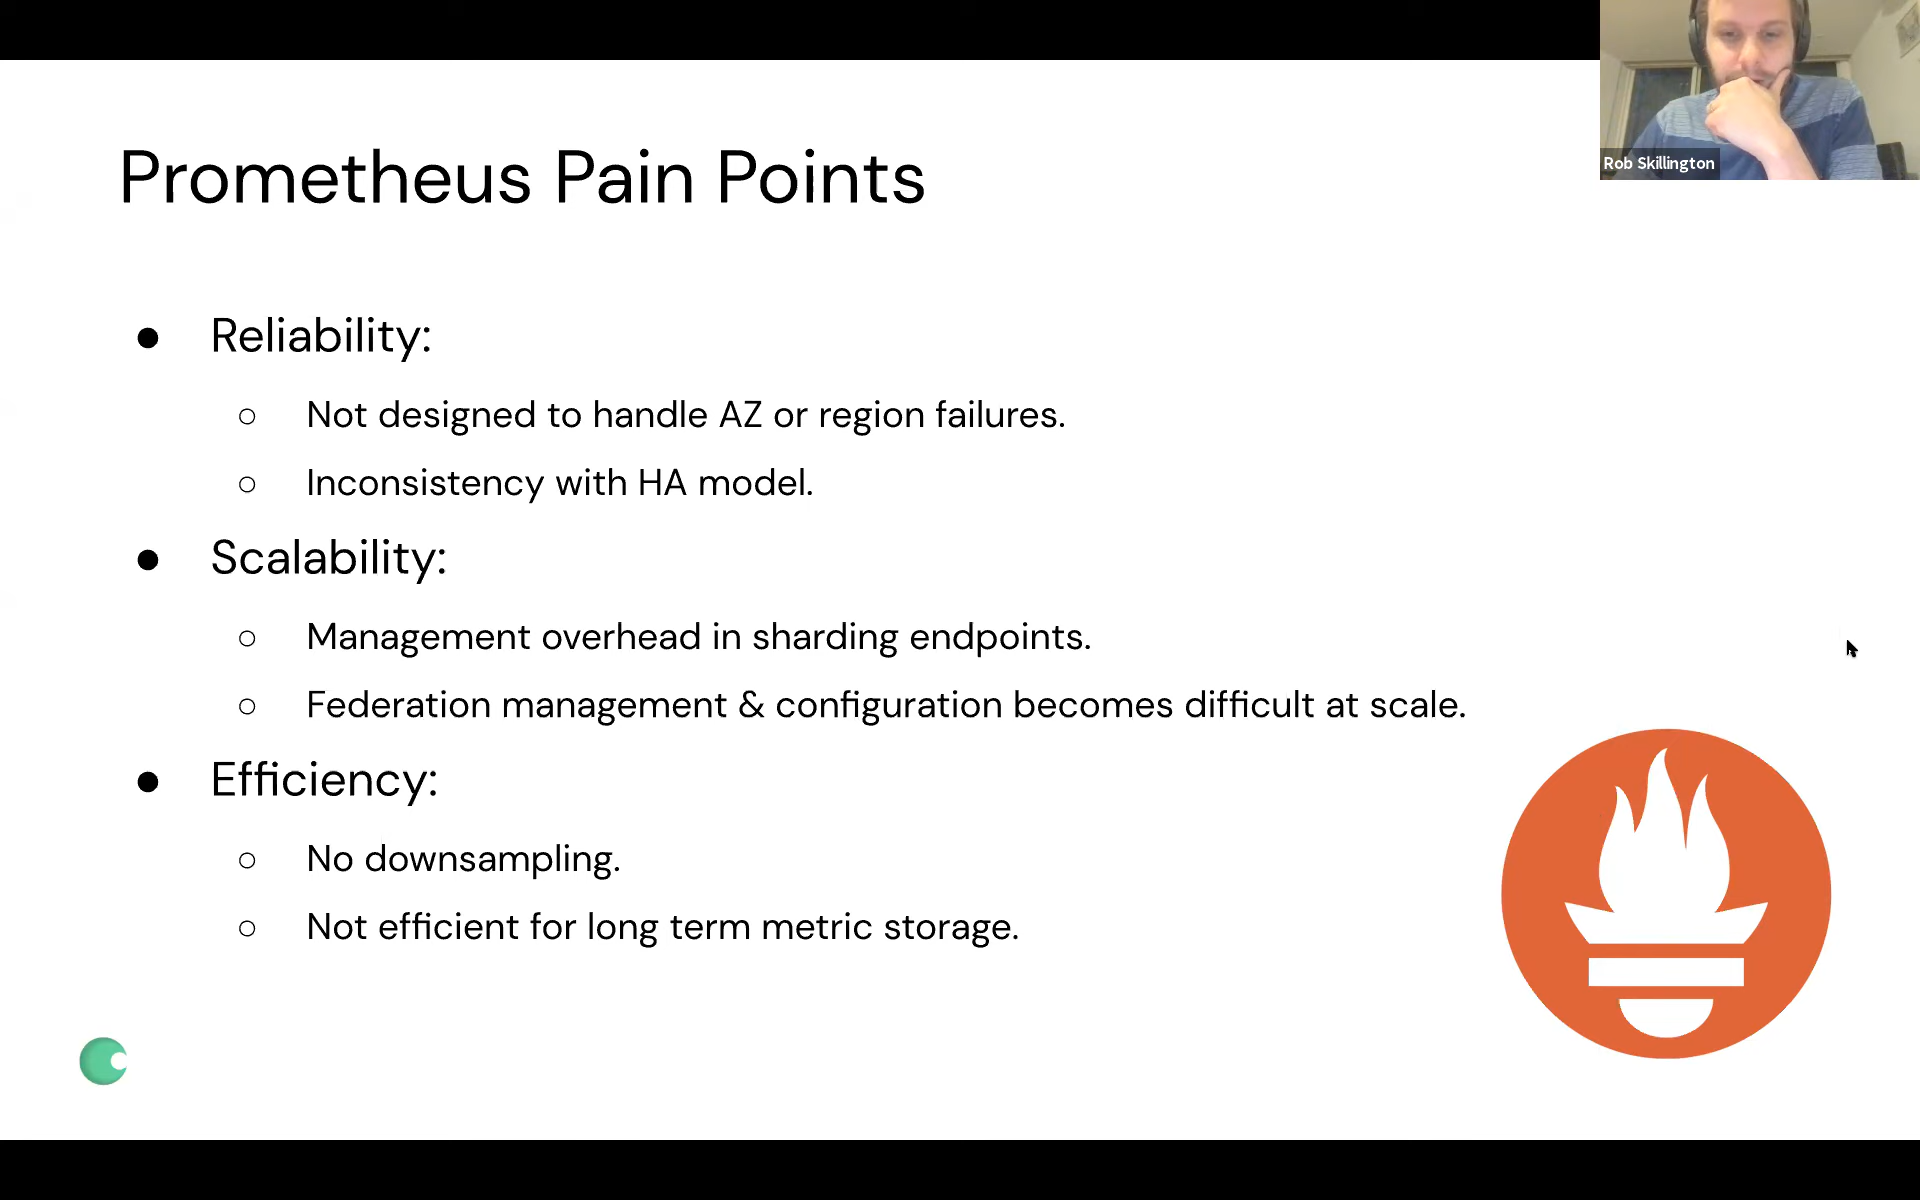 Rob Skillington
Prometheus Pain Points
● Reliability:
○ Not designed to handle AZ or region failures.
○ Inconsistency with HA model.
● Scalability:
○ Management overhead in sharding endpoints.
○ Federation management & configuration becomes difficult at scale.
● Efficiency:
○ No downsampling.
○ Not efficient for long term metric storage.